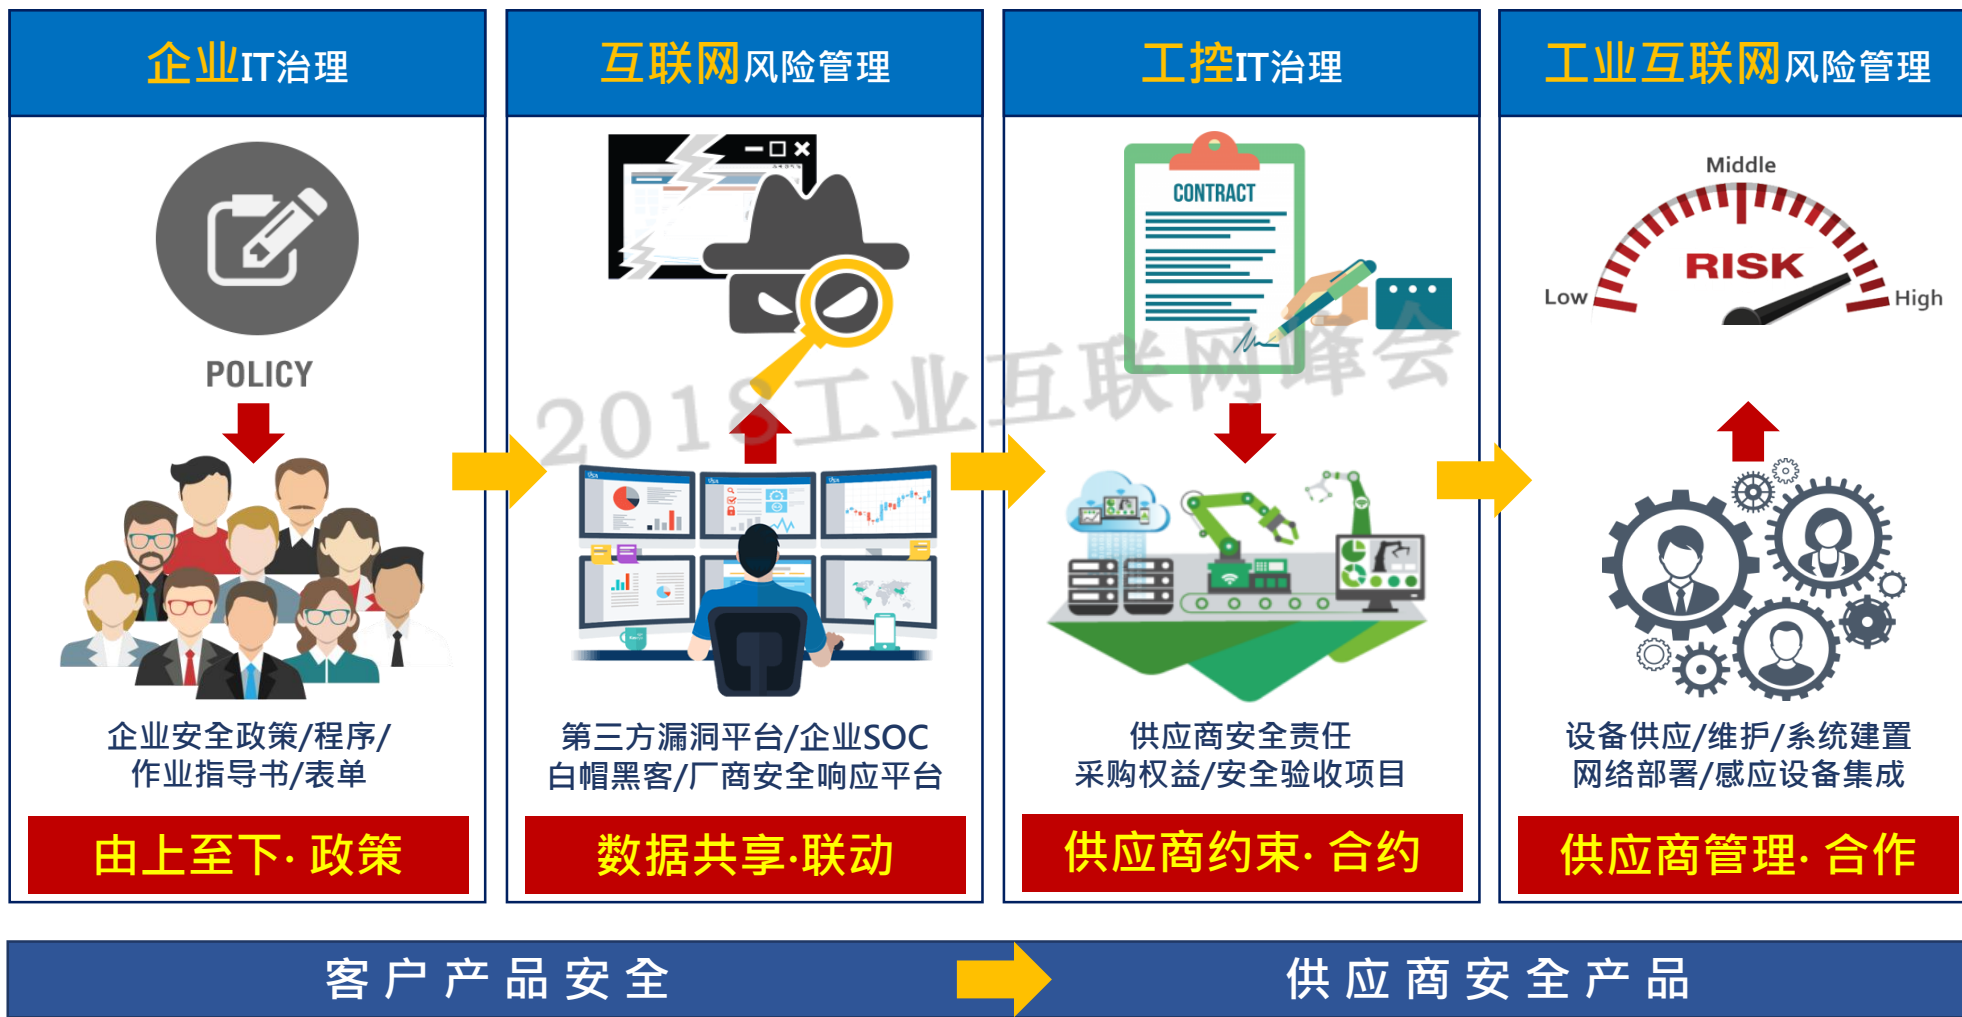 企业IT治理
POLICY
企业安全政策/程序/
作业指导书/表单
由上至下· 政策
互联网风险管理
第三方漏洞平台/企业SOC
白帽黑客/厂商安全响应平台
数据共享·联动
工控IT治理
CONTRACT
供应商安全责任
采购权益/安全验收项目
供应商约束· 合约
工业互联网风险管理
Middle
RISK
Low
High
设备供应/维护/系统建置
网络部署/感应设备集成
供应商管理· 合作
2018工业互联网峰会
客户产品安全
供应商安全产品